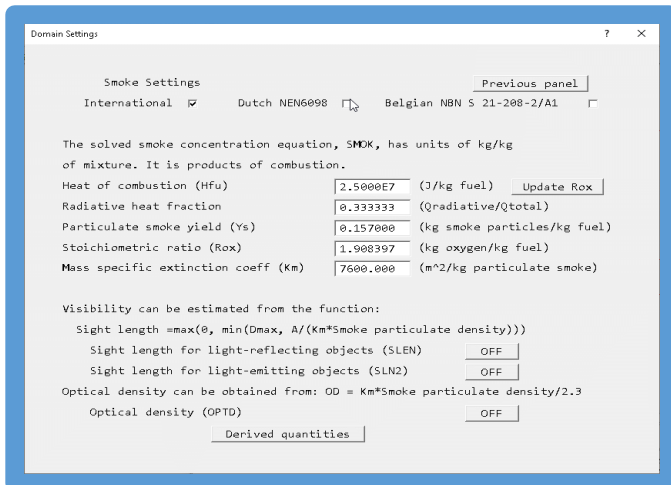 Domain Settings ? ×
Smoke Settings Previous panel
International Dutch NEN6098 Belgian NBN S 21-208-2/A1
The solved smoke concentration equation, SMOK, has units of kg/kg
of mixture. It is products of combustion.
Heat of combustion (Hfu) 2.5000E7 (J/kg fuel) Update Rox
Radiative heat fraction 0.333333 (Qradiative/Qtotal)
Particulate smoke yield (Ys) 0.157000 (kg smoke particles/kg fuel)
Stoichiometric ratio (Rox) 1.908397 (kg oxygen/kg fuel)
Mass specific extinction coeff (Km) 7600.000 (m^2/kg particulate smoke)
Visibility can be estimated from the function:
Sight length =max(0, min(Dmax, A/(Km*Smoke particulate density)))
Sight length for light-reflecting objects (SLEN) OFF
Sight length for light-emitting objects (SLN2) OFF
Optical density can be obtained from: OD = Km*Smoke particulate density/2.3
Optical density (OPTD) OFF
Derived quantities